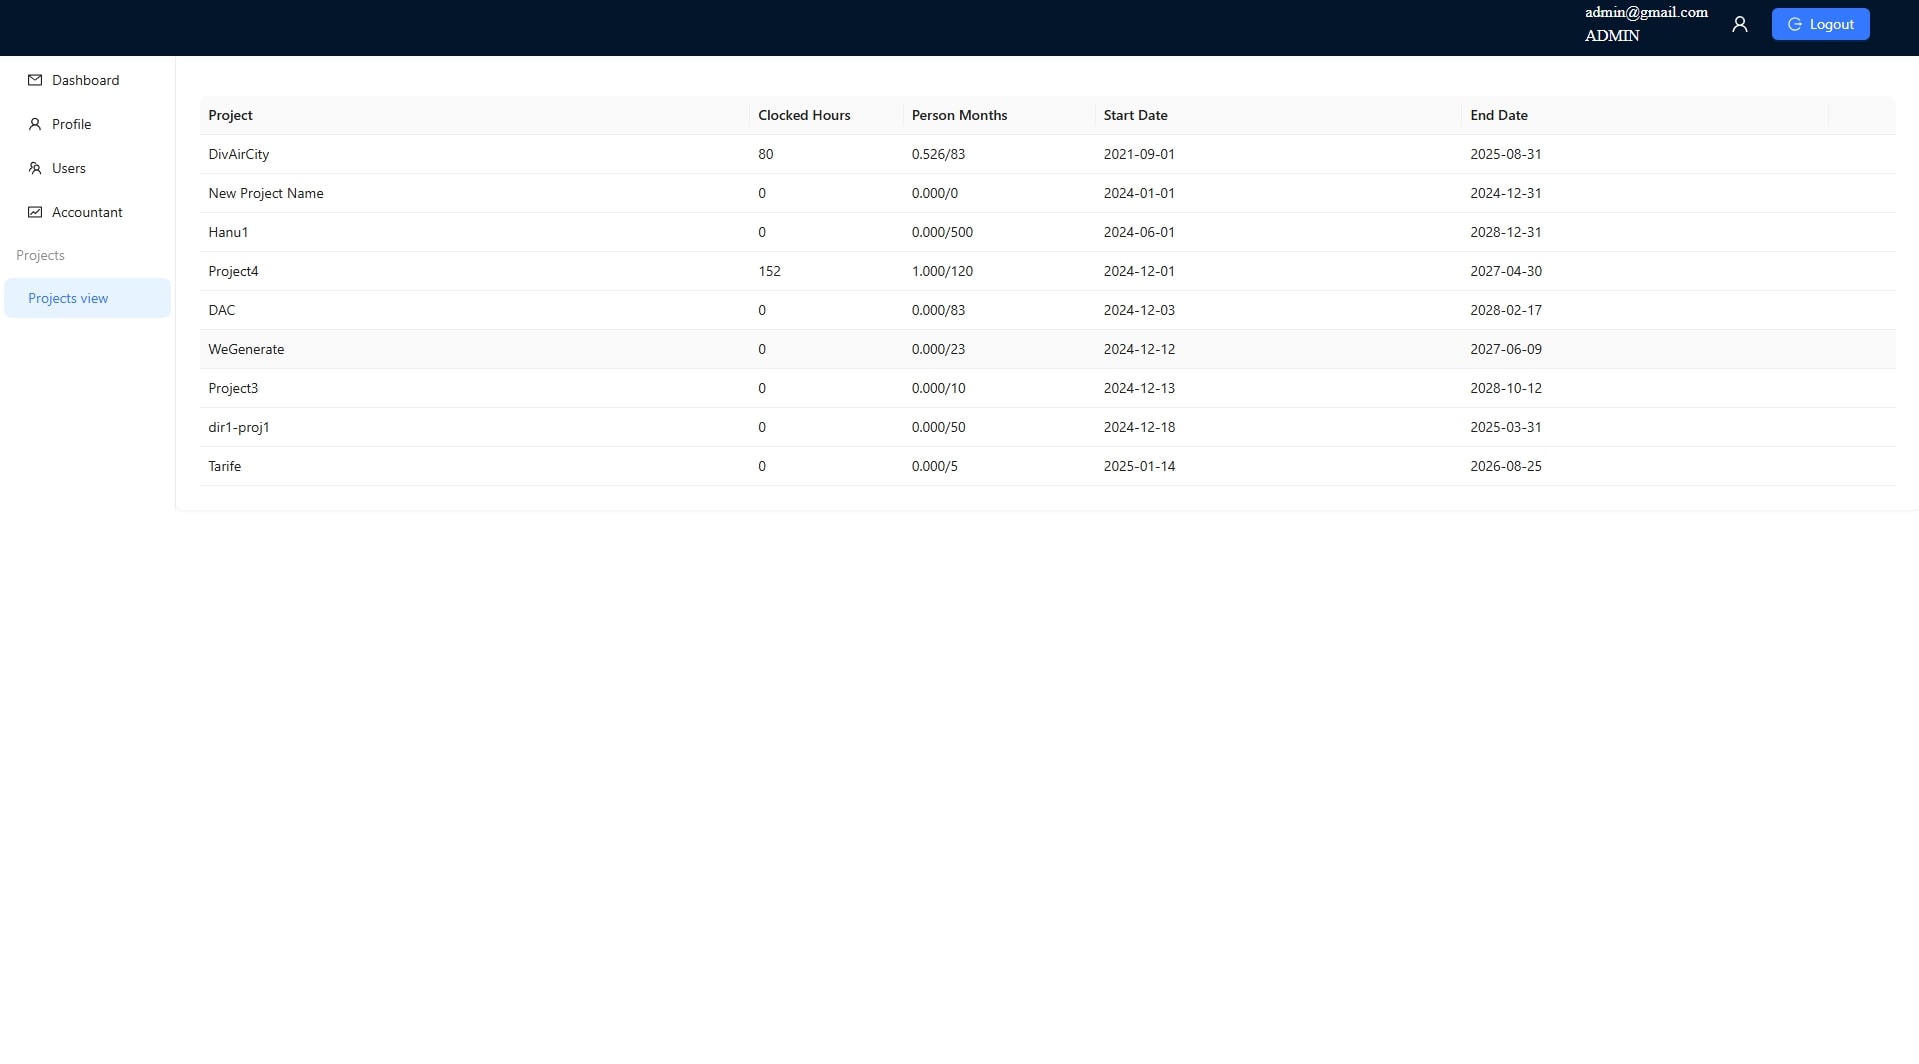 admin@gmail.com
ADMIN
Logout
Dashboard
Profile
Users
Accountant
Projects
Projects view
Project Clocked Hours Person Months Start Date End Date
DivAirCity 80 0.526/83 2021-09-01 2025-08-31
New Project Name 0 0.000/0 2024-01-01 2024-12-31
Hanu1 0 0.000/500 2024-06-01 2028-12-31
Project4 152 1.000/120 2024-12-01 2027-04-30
DAC 0 0.000/83 2024-12-03 2028-02-17
WeGenerate 0 0.000/23 2024-12-12 2027-06-09
Project3 0 0.000/10 2024-12-13 2028-10-12
dir1-proj1 0 0.000/50 2024-12-18 2025-03-31
Tarife 0 0.000/5 2025-01-14 2026-08-25